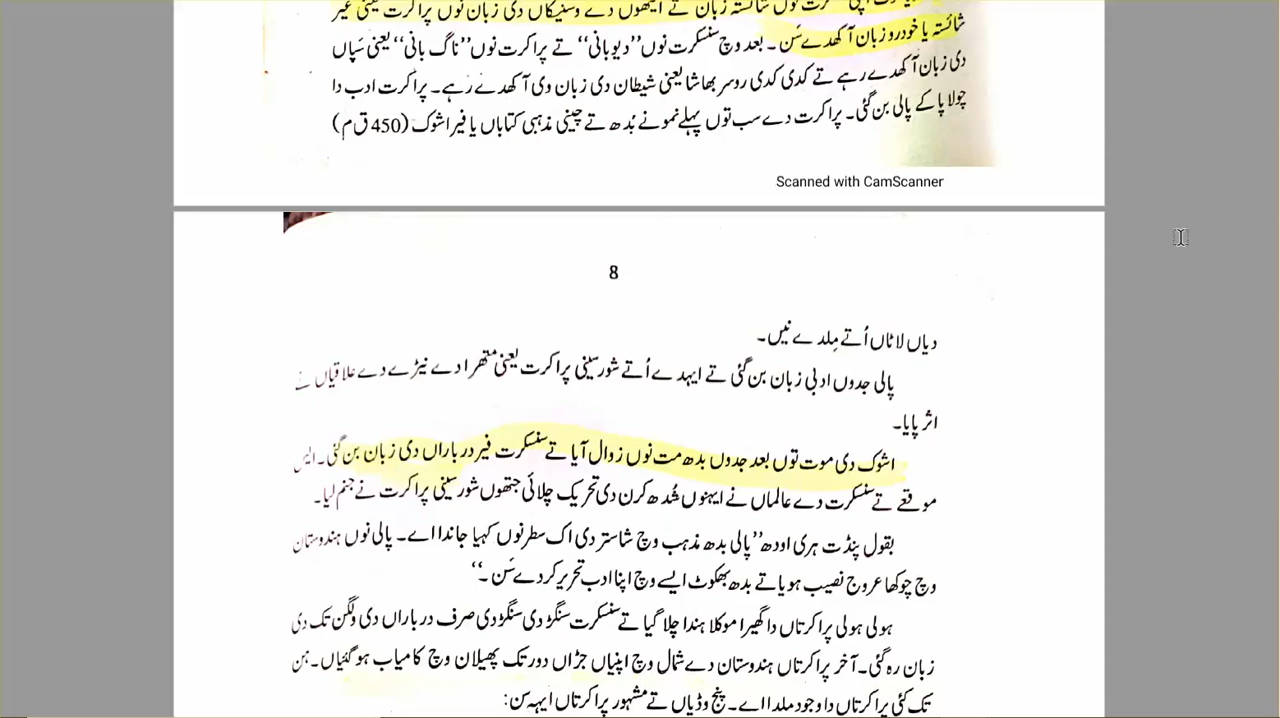 سنسکرت نوں شائستہ زبان تے ایتھوں دے وسنیکاں دی زبان نوں پراکرت یعنی غیر
شائستہ یا خودرو زبان آکھدے سَن ۔ بعد وچ سنسکرت نوں ”دیوبانی“ تے پراکرت نوں ”ناگ بانی“ یعنی سَپاں
دی زبان آکھدے رہے تے کدی کدی روسر بھاشا یعنی شیطان دی زبان وی آکھدے رہے۔ پراکرت ادب دا
چولا پا کے پالی بن گئی۔ پراکرت دے سب توں پہلے نمونے بُدھ تے جینی مذہبی کتاباں یا فیر اشوک (450 ق م)
Scanned with CamScanner
8
دیاں لاٹاں اُتے مِلدے نیں۔
پالی جدوں ادبی زبان بن گئی تے ایہدے اُتے شورسینی پراکرت یعنی متھرا دے نیڑے دے علاقیاں نے
اثر پایا۔
اشوک دی موت توں بعد جدوں بدھ مت نوں زوال آیا تے سنسکرت فیر درباراں دی زبان بن گئی۔ ایس
موقعے تے سنسکرت دے عالماں نے ایہنوں شُدھ کرن دی تحریک چلائی جتھوں شورسینی پراکرت نے جنم لیا۔
بقول پنڈت ہری اودھ ”پالی بدھ مذہب وچ شاستر دی اک سطر نوں کہیا جاندا اے۔ پالی نوں ہندوستان
وچ چوکھا عروج نصیب ہویا تے بدھ بھکوٹ ایسے وچ اپنا ادب تحریر کردے سَن۔“
ہولی ہولی پراکرتاں دا گھیرا موکلا ہندا چلا گیا تے سنسکرت سنگڑدی سنگڑدی صرف درباراں دی ولگن تک دی
زبان رہ گئی۔ آخر پراکرتاں ہندوستان دے شمال وچ اپنیاں جڑاں دور تک پھیلان وچ کامیاب ہو گئیاں۔ ہن
تک کئی پراکرتاں دا وجود ملدا اے۔ پنج وڈیاں تے مشہور پراکرتاں ایہہ سن: